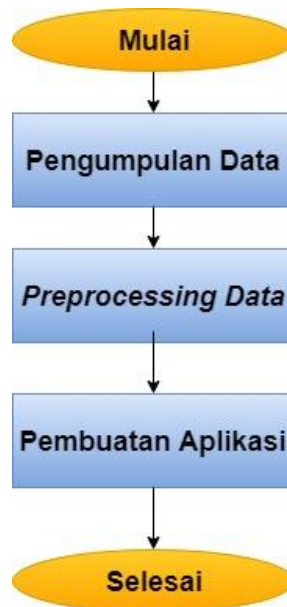 Mulai
Pengumpulan Data
Preprocessing Data
Pembuatan Aplikasi
Selesai